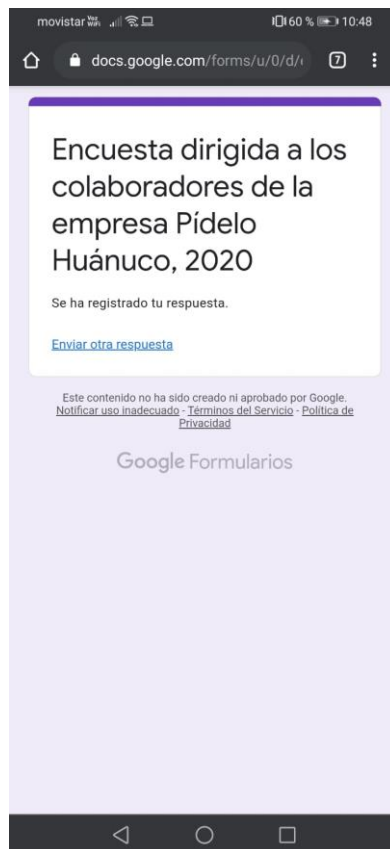 movistar 60 % 10:48
docs.google.com/forms/u/0/d/ 7
Encuesta dirigida a los
colaboradores de la
empresa Pídelo
Huánuco, 2020
Se ha registrado tu respuesta.
Enviar otra respuesta
Este contenido no ha sido creado ni aprobado por Google.
Notificar uso inadecuado - Términos del Servicio - Política de
Privacidad
Google Formularios